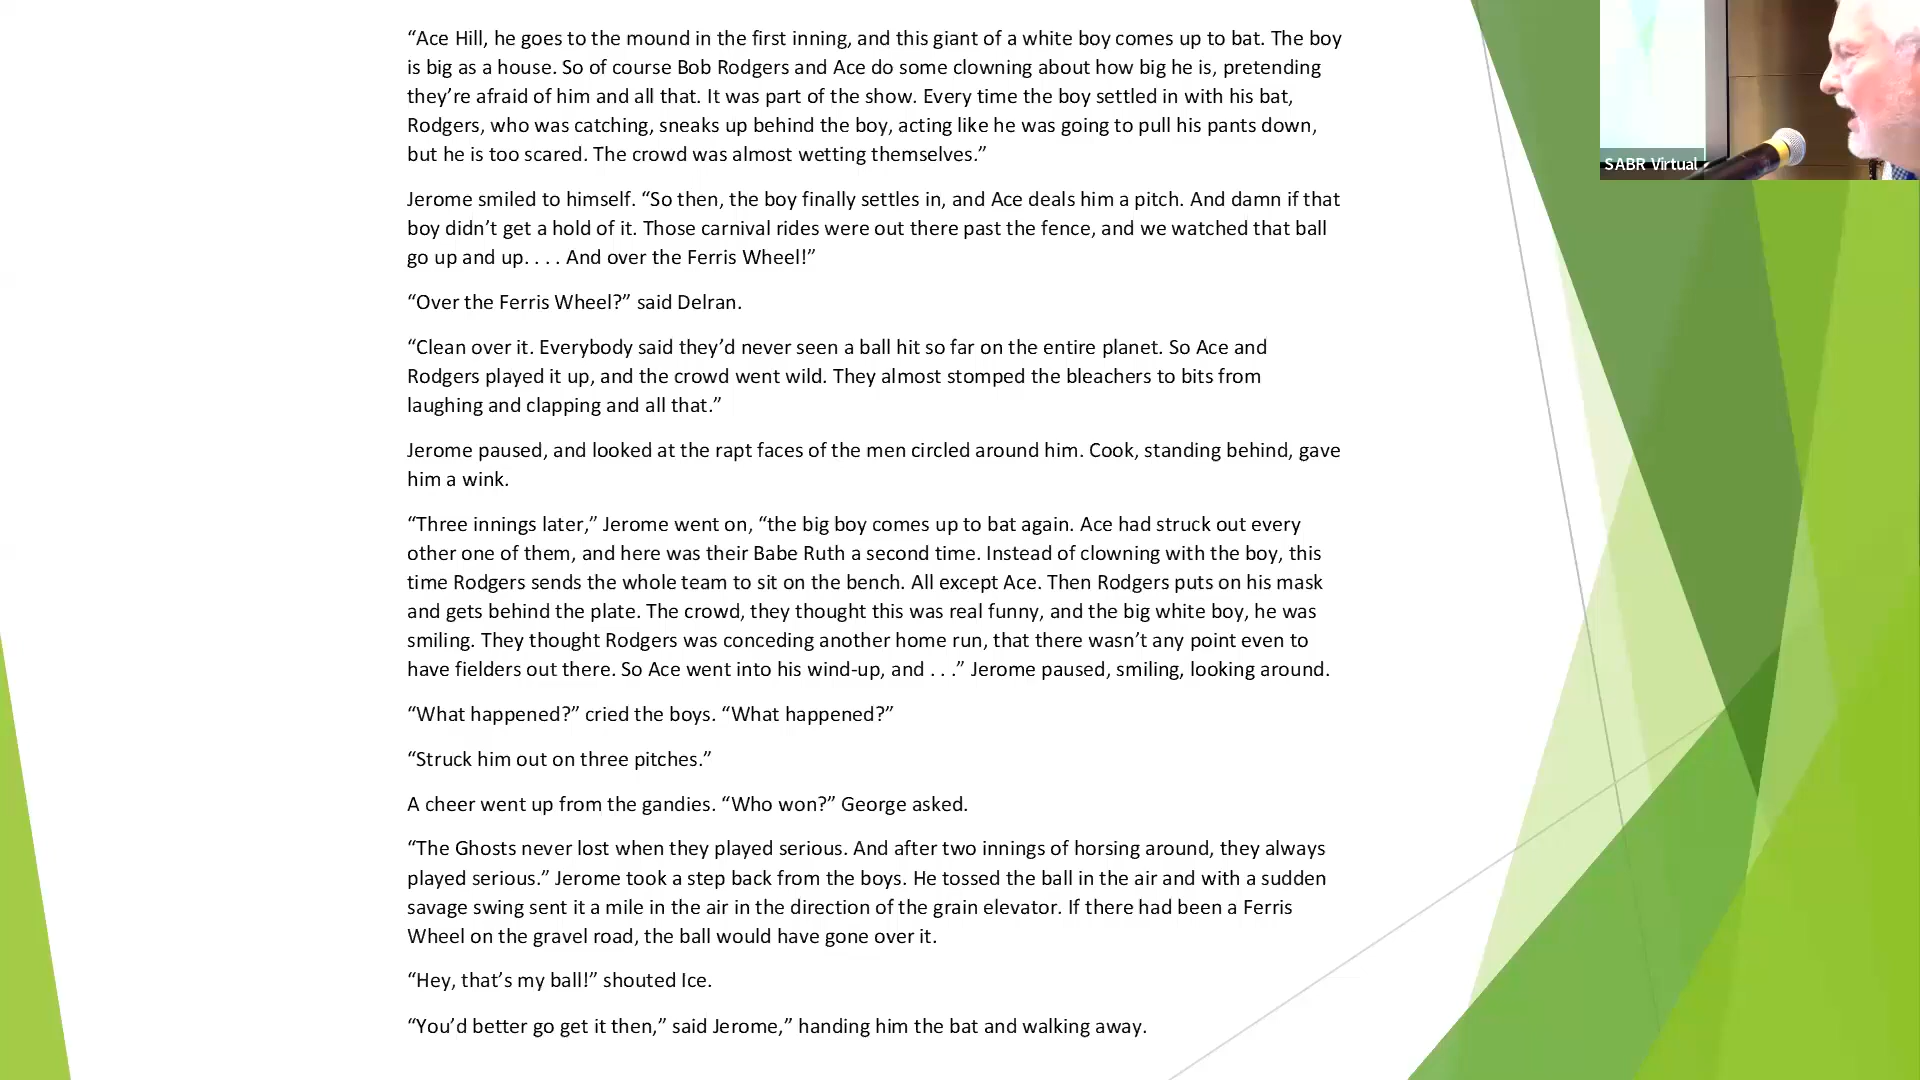 “Ace Hill, he goes to the mound in the first inning, and this giant of a white boy comes up to bat. The boy
is big as a house. So of course Bob Rodgers and Ace do some clowning about how big he is, pretending
they’re afraid of him and all that. It was part of the show. Every time the boy settled in with his bat,
Rodgers, who was catching, sneaks up behind the boy, acting like he was going to pull his pants down,
but he is too scared. The crowd was almost wetting themselves.”
Jerome smiled to himself. “So then, the boy finally settles in, and Ace deals him a pitch. And damn if that
boy didn’t get a hold of it. Those carnival rides were out there past the fence, and we watched that ball
go up and up. . . . And over the Ferris Wheel!”
“Over the Ferris Wheel?” said Delran.
“Clean over it. Everybody said they’d never seen a ball hit so far on the entire planet. So Ace and
Rodgers played it up, and the crowd went wild. They almost stomped the bleachers to bits from
laughing and clapping and all that.”
Jerome paused, and looked at the rapt faces of the men circled around him. Cook, standing behind, gave
him a wink.
“Three innings later,” Jerome went on, “the big boy comes up to bat again. Ace had struck out every
other one of them, and here was their Babe Ruth a second time. Instead of clowning with the boy, this
time Rodgers sends the whole team to sit on the bench. All except Ace. Then Rodgers puts on his mask
and gets behind the plate. The crowd, they thought this was real funny, and the big white boy, he was
smiling. They thought Rodgers was conceding another home run, that there wasn’t any point even to
have fielders out there. So Ace went into his wind-up, and . . .” Jerome paused, smiling, looking around.
“What happened?” cried the boys. “What happened?”
“Struck him out on three pitches.”
A cheer went up from the gandies. “Who won?” George asked.
“The Ghosts never lost when they played serious. And after two innings of horsing around, they always
played serious.” Jerome took a step back from the boys. He tossed the ball in the air and with a sudden
savage swing sent it a mile in the air in the direction of the grain elevator. If there had been a Ferris
Wheel on the gravel road, the ball would have gone over it.
“Hey, that’s my ball!” shouted Ice.
“You’d better go get it then,” said Jerome,” handing him the bat and walking away.
SABR Virtual